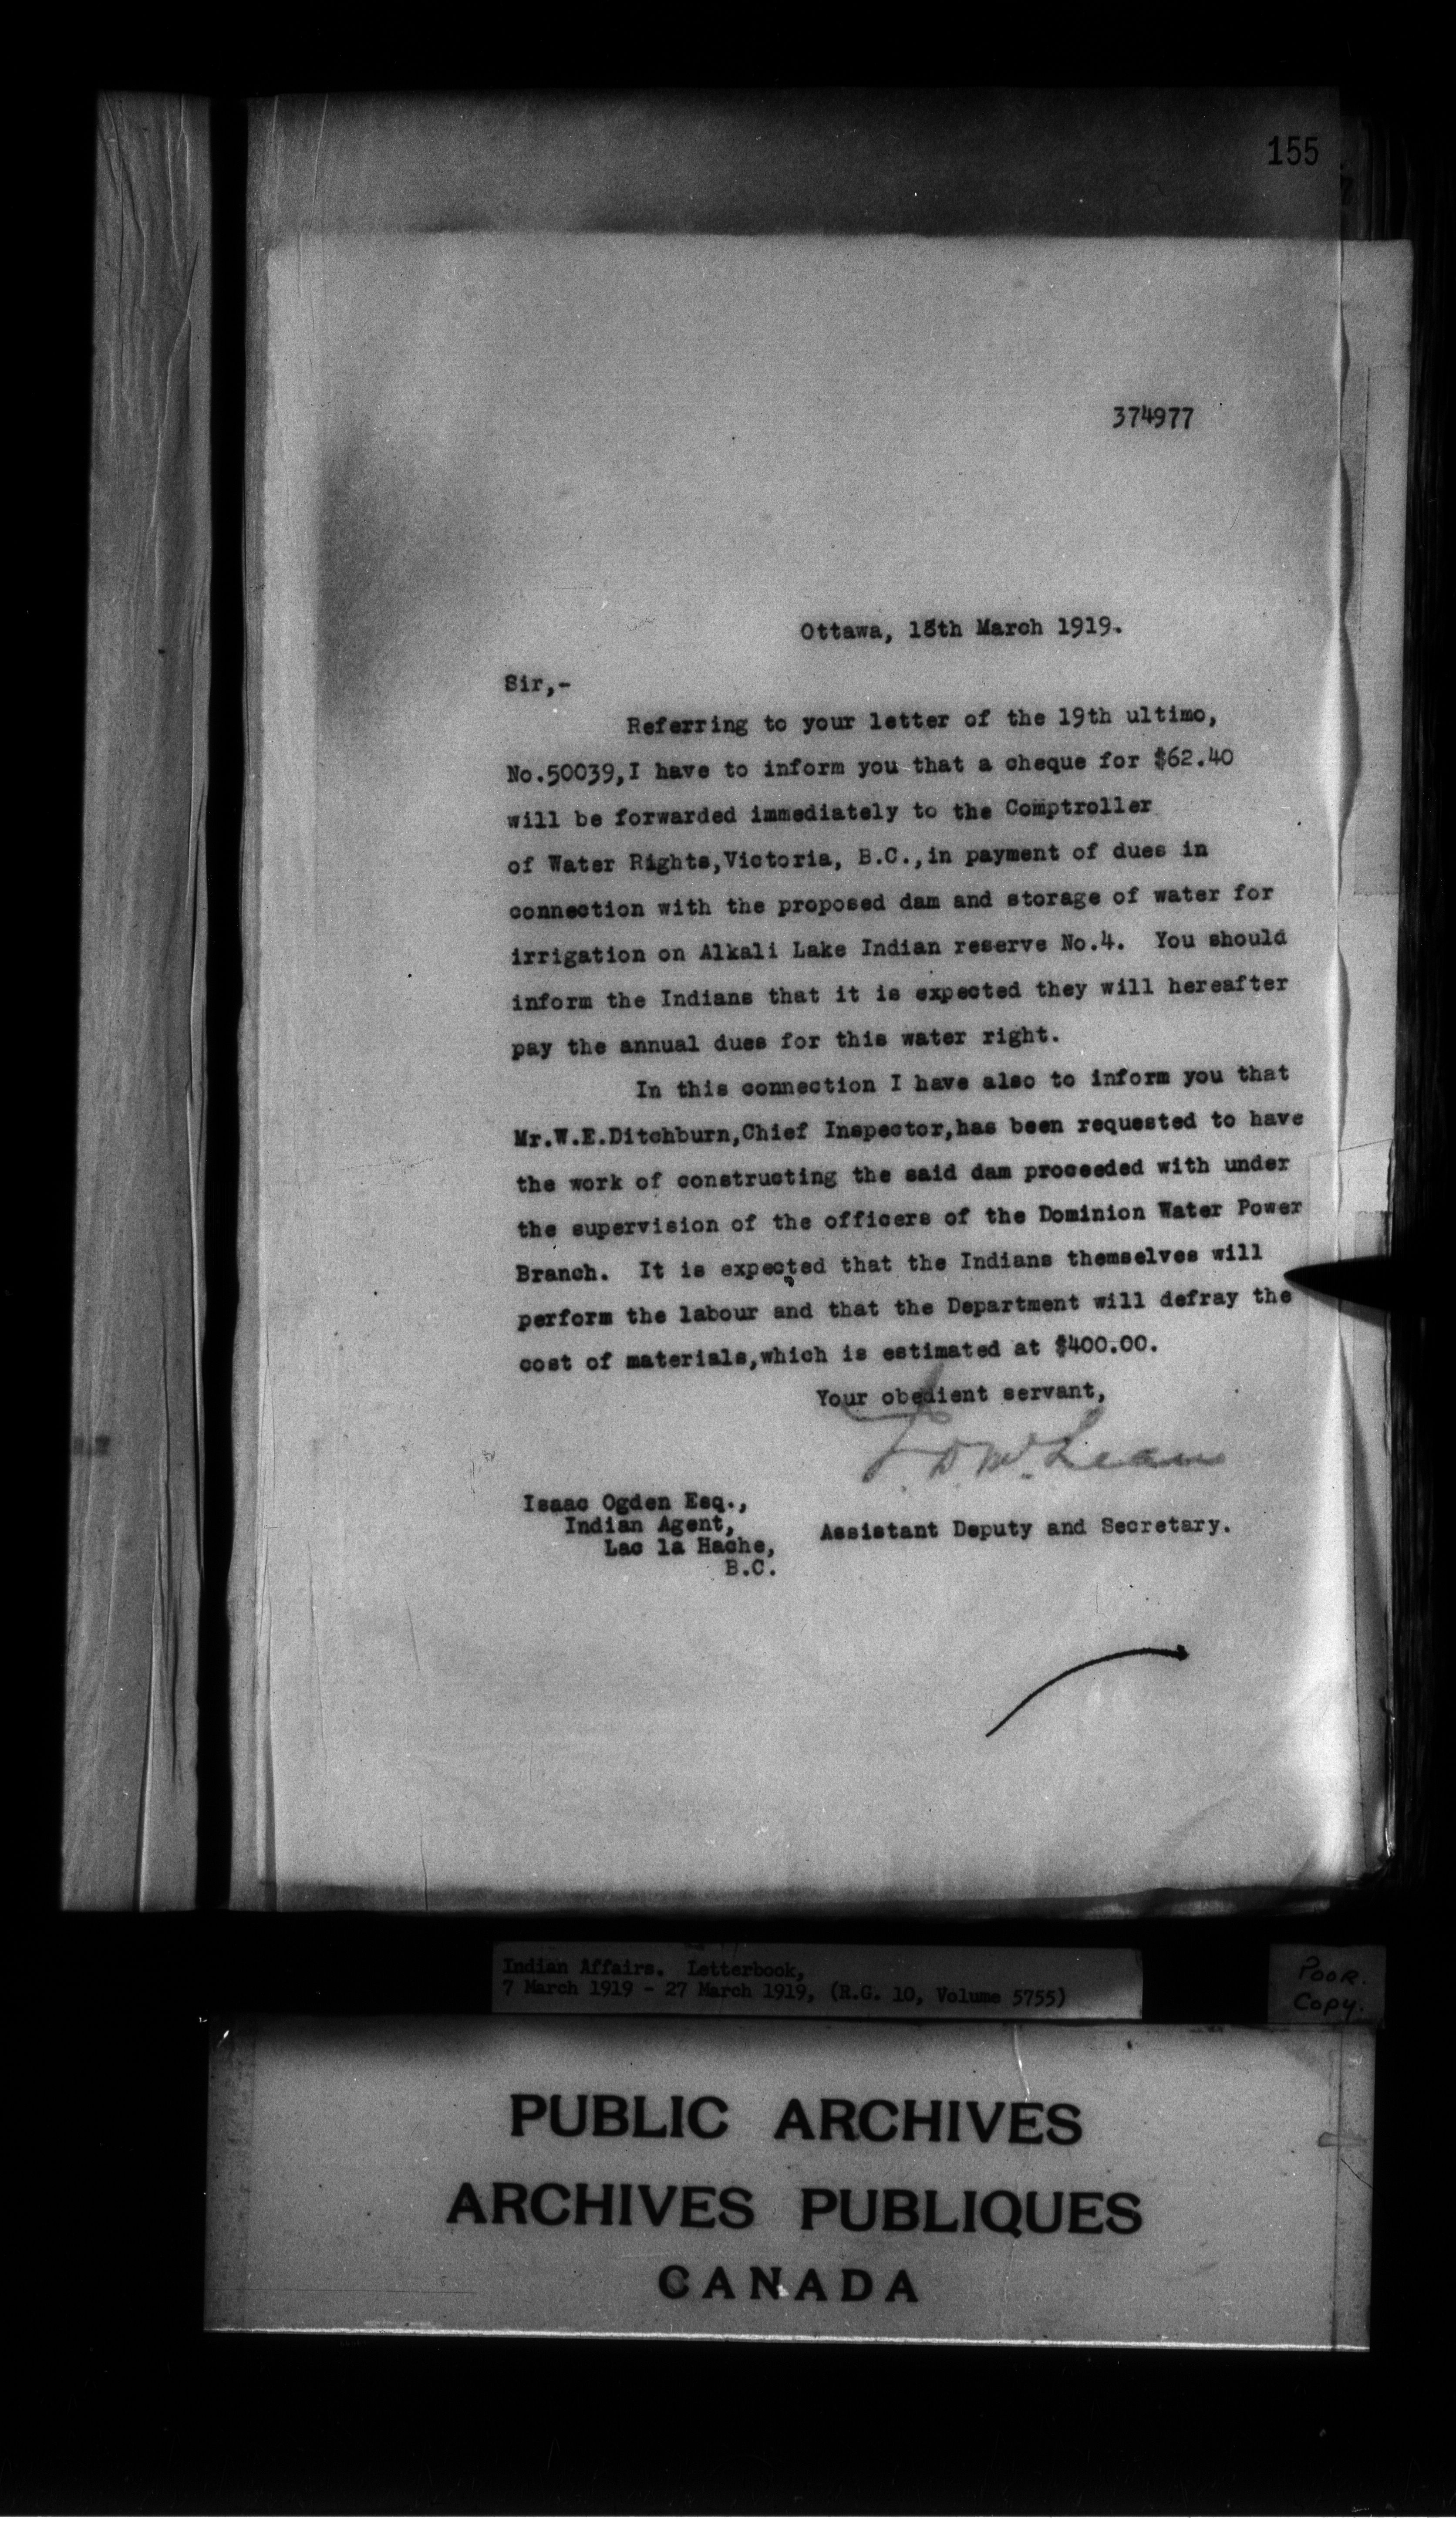 155
374977
Ottawa, 18th March 1919.
Sir,-
Referring to your letter of the 19th ultimo,
No.50039,I have to inform you that a cheque for $62.40
will be forwarded immediately to the Comptroller
of Water Rights,Victoria, B.C.,in payment of dues in
connection with the proposed dam and storage of water for
irrigation on Alkali Lake Indian reserve No.4. You should
inform the Indians that it is expected they will hereafter
pay the annual dues for this water right.
In this connection I have also to inform you that
Mr.W.E.Ditchburn,Chief Inspector,has been requested to have
the work of constructing the said dam proceeded with under
the supervision of the officers of the Dominion Water Power
Branch. It is expected that the Indians themselves will
perform the labour and that the Department will defray the
cost of materials,which is estimated at $400.00.
Your obedient servant,
J. D. McLean
Isaac Ogden Esq.,
Indian Agent,
Lac la Hache,
B.C.
Assistant Deputy and Secretary.
Indian Affairs. Letterbook,
7 March 1919 - 27 March 1919, (R.G. 10, Volume 5755)
POOR.
Copy.
PUBLIC ARCHIVES
ARCHIVES PUBLIQUES
CANADA